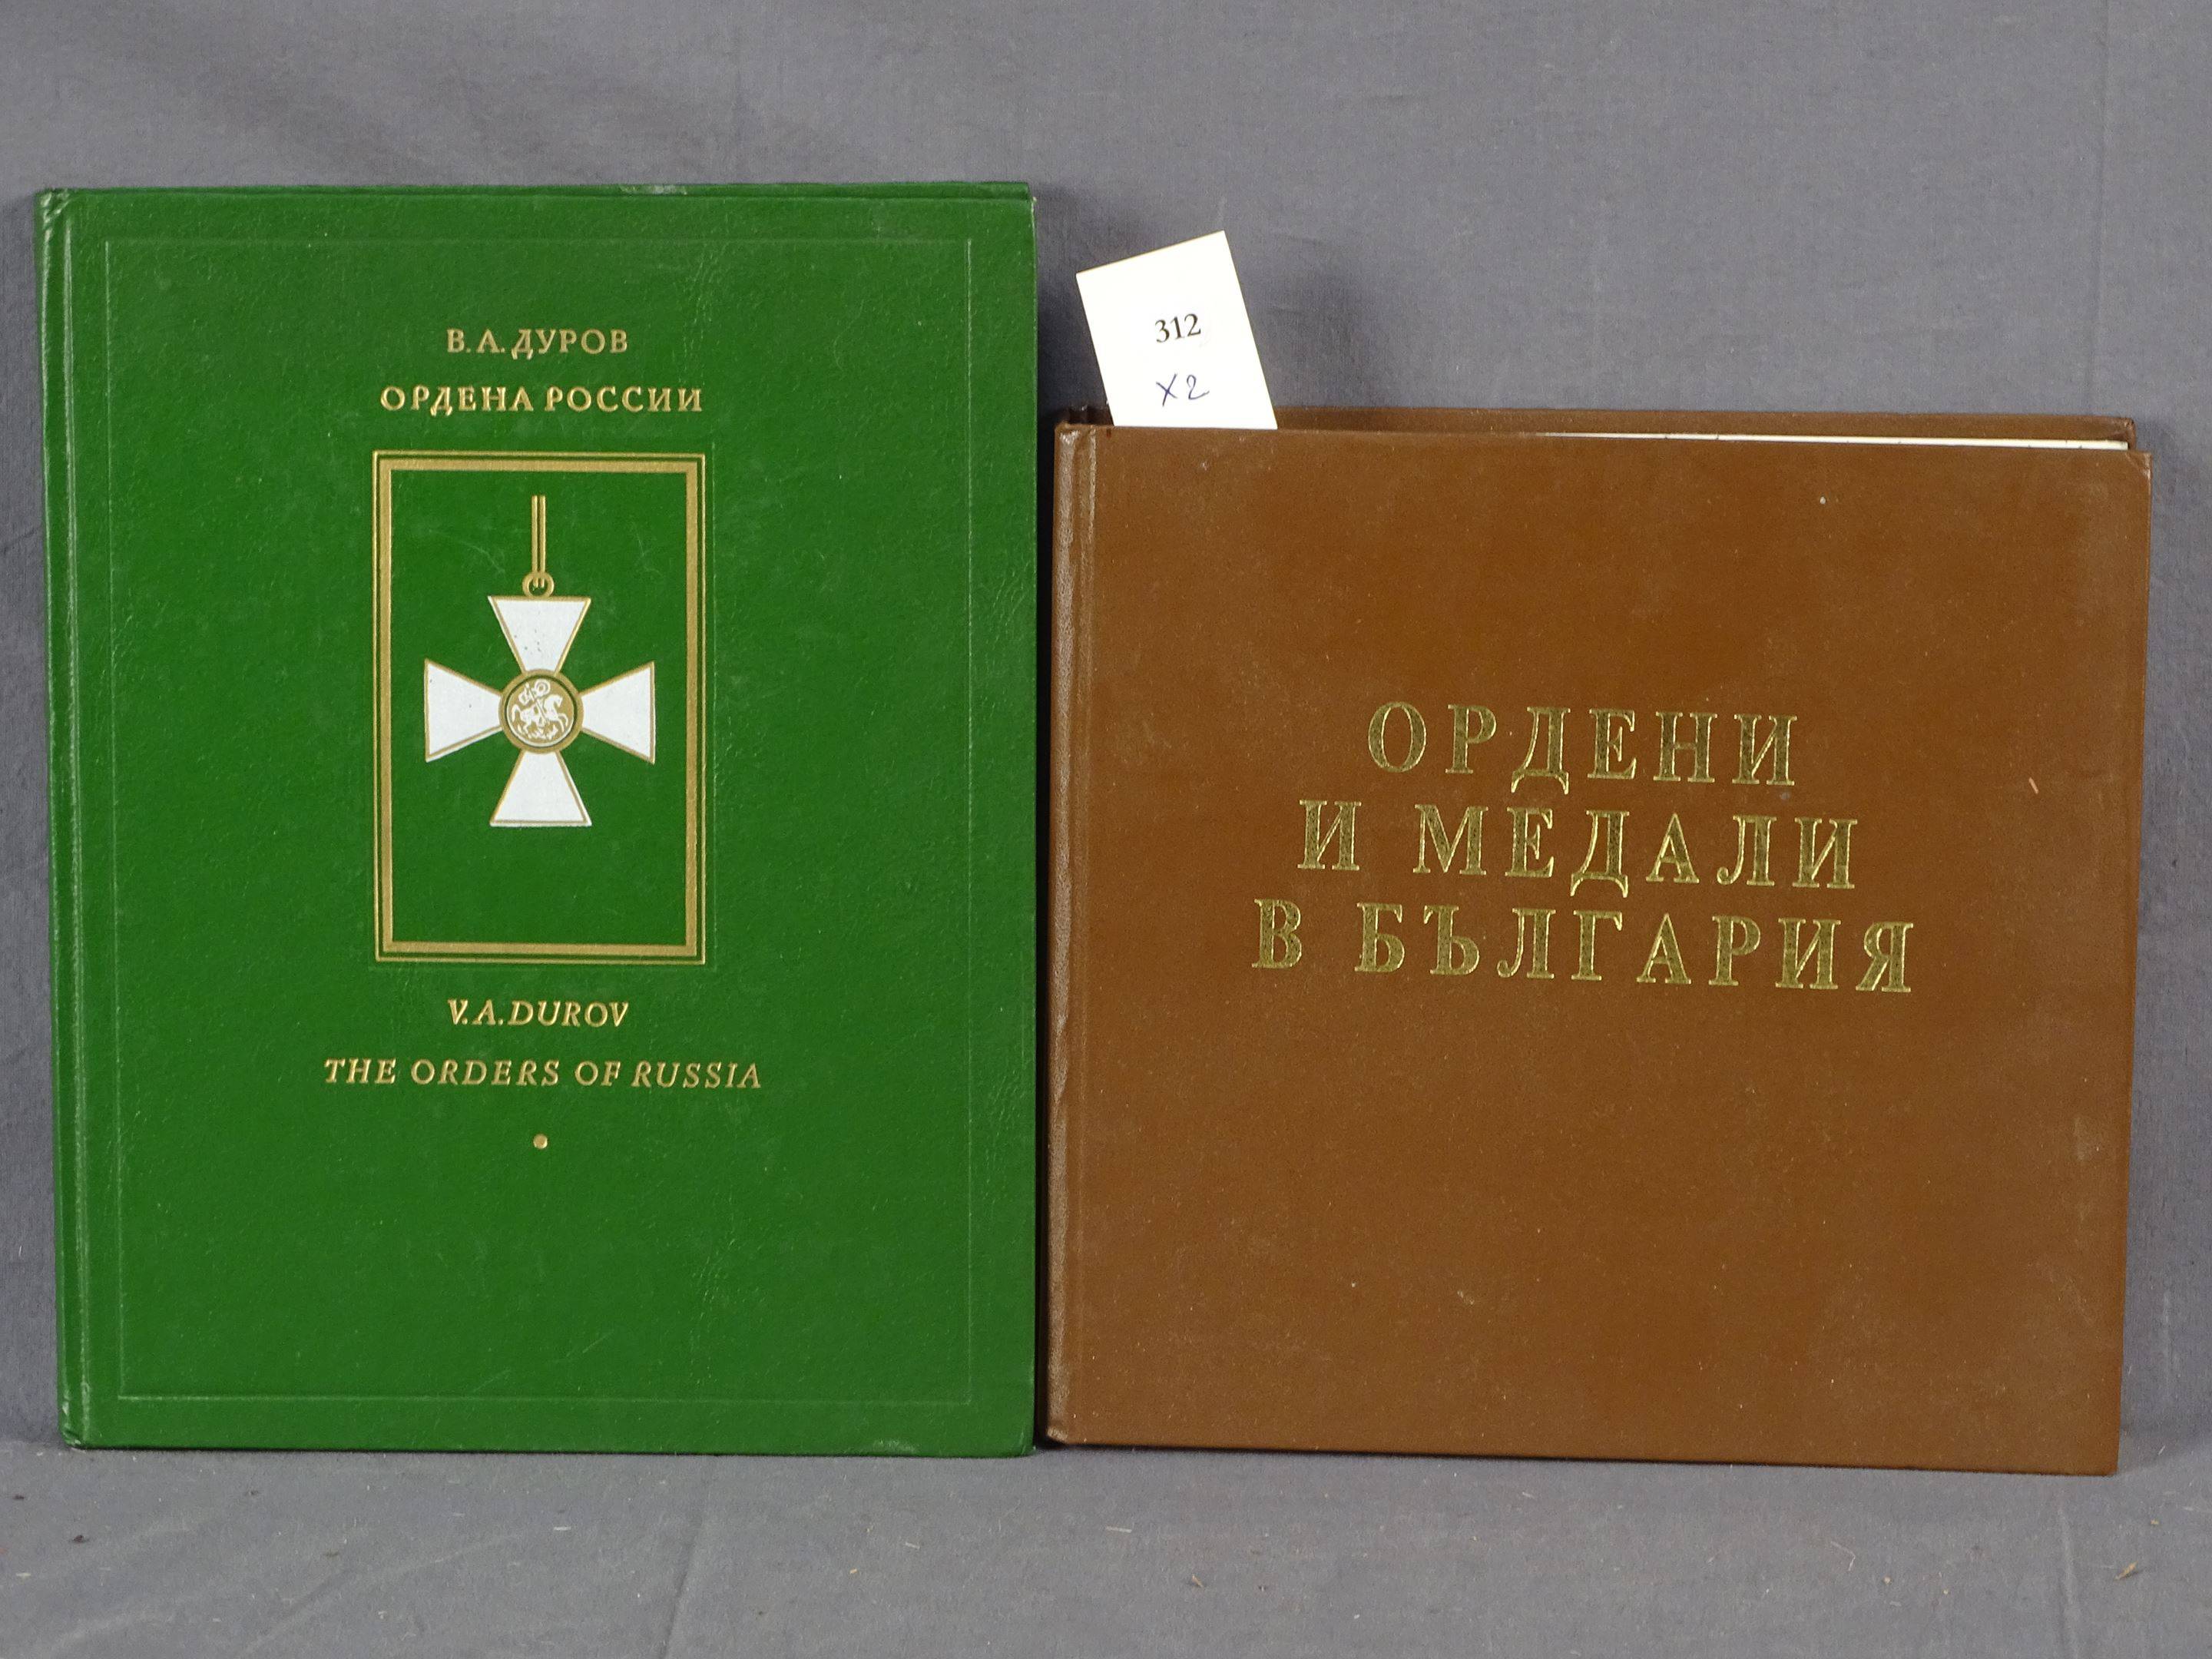 В.А.ДУРОВ
ОРДЕНА РОССИИ
V.A.DUROV
THE ORDERS OF RUSSIA
312
X2
ОРДЕНИ
И МЕДАЛИ
В БЪЛГАРИЯ